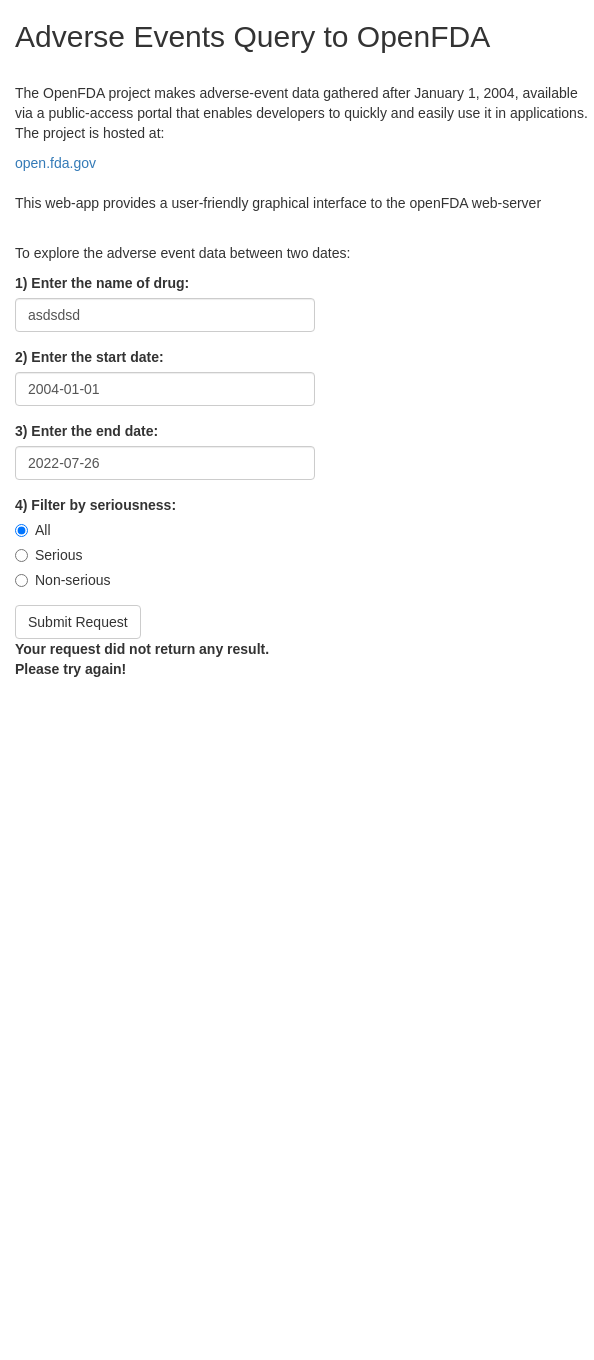 Adverse Events Query to OpenFDA
The OpenFDA project makes adverse-event data gathered after January 1, 2004, available
via a public-access portal that enables developers to quickly and easily use it in applications.
The project is hosted at:
open.fda.gov
This web-app provides a user-friendly graphical interface to the openFDA web-server
To explore the adverse event data between two dates:
1) Enter the name of drug:
asdsdsd
2) Enter the start date:
2004-01-01
3) Enter the end date:
2022-07-26
4) Filter by seriousness:
All
Serious
Non-serious
Submit Request
Your request did not return any result.
Please try again!